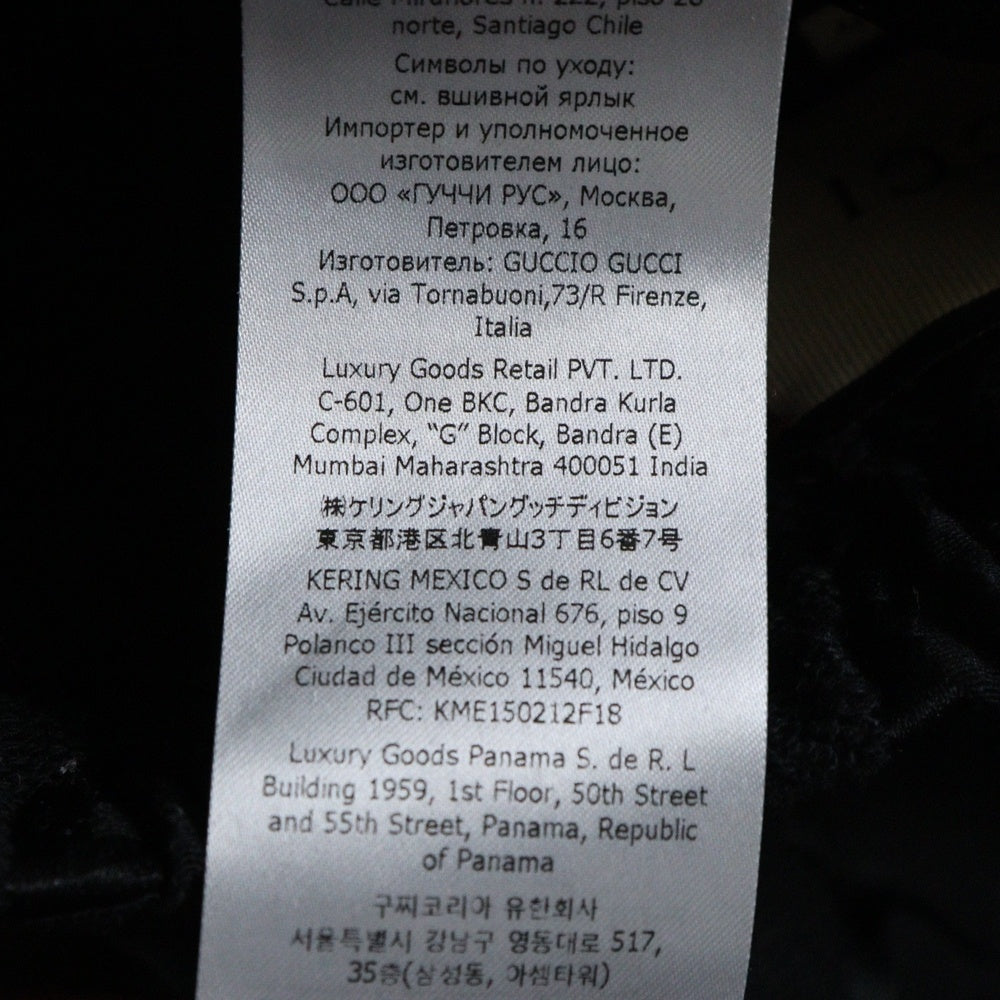 norte, Santiago Chile
Символы по уходу:
см. вшивной ярлык
Импортер и уполномоченное
изготовителем лицо:
ООО «ГУЧЧИ РУС», Москва,
Петровка, 16
Изготовитель: GUCCIO GUCCI
S.p.A, via Tornabuoni,73/R Firenze,
Italia
Luxury Goods Retail PVT. LTD.
C-601, One BKC, Bandra Kurla
Complex, “G” Block, Bandra (E)
Mumbai Maharashtra 400051 India
㈱ケリングジャパングッチディビジョン
東京都港区北青山3丁目6番7号
KERING MEXICO S de RL de CV
Av. Ejército Nacional 676, piso 9
Polanco III sección Miguel Hidalgo
Ciudad de México 11540, México
RFC: KME150212F18
Luxury Goods Panama S. de R. L
Building 1959, 1st Floor, 50th Street
and 55th Street, Panama, Republic
of Panama
구찌코리아 유한회사
서울특별시 강남구 영동대로 517,
35층(삼성동, 아셈타워)